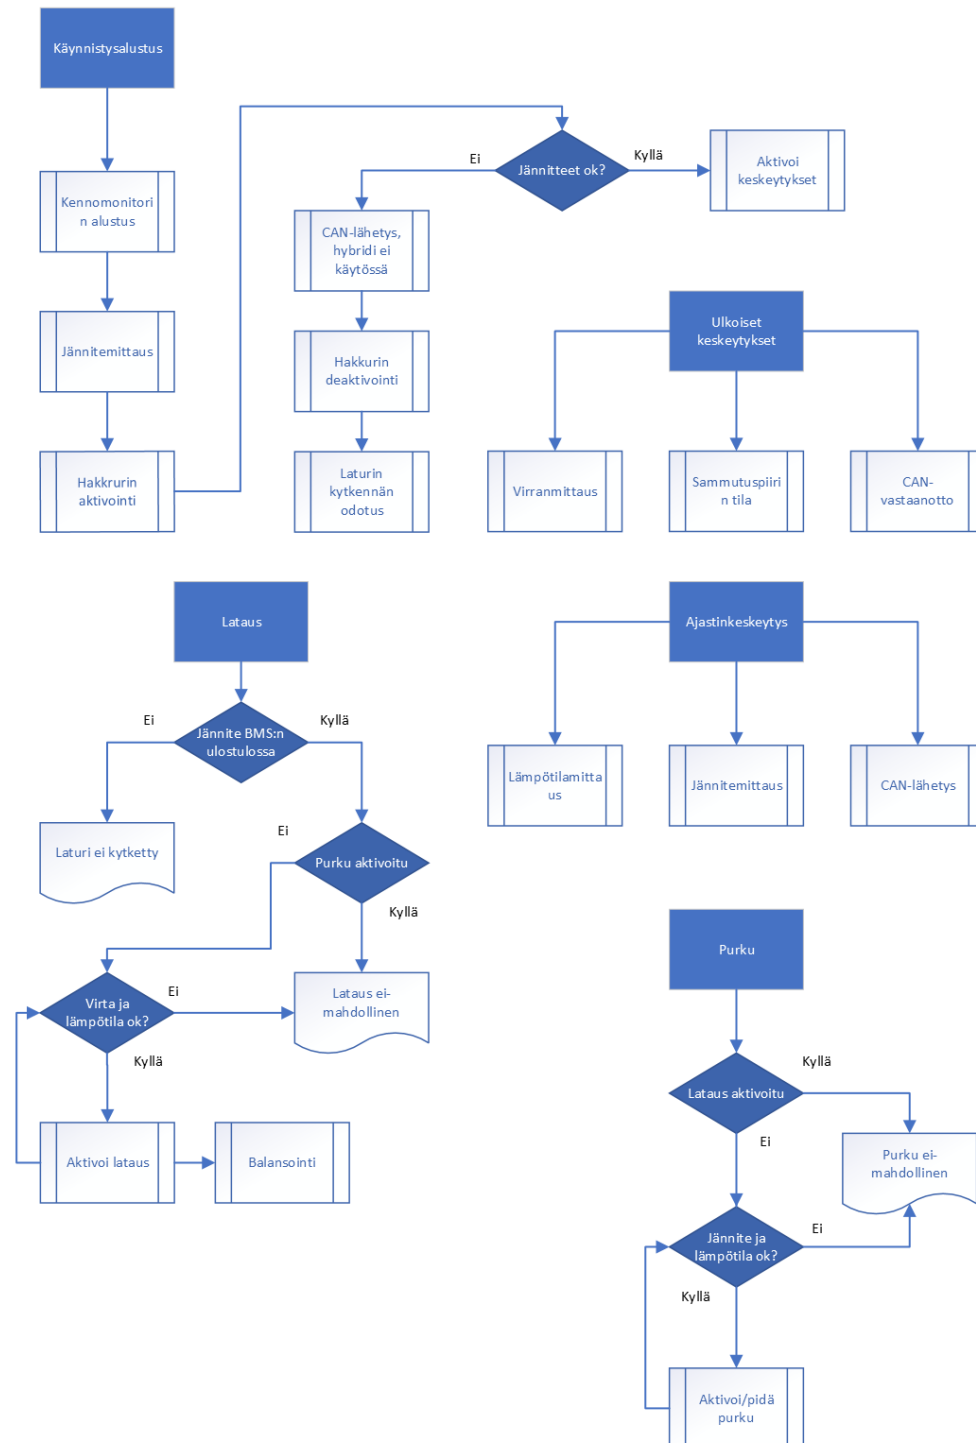 Käynnistysalustus
Kennomonitori
n alustus
Jännitemittaus
Hakkrurin
aktivointi
Jännitteet ok?
Ei
Kyllä
Aktivoi
keskeytykset
CAN-lähetys,
hybridi ei
käytössä
Hakkurin
deaktivointi
Laturin
kytkennän
odotus
Ulkoiset
keskeytykset
Virranmittaus
Sammutuspiiri
n tila
CAN-
vastaanotto
Lataus
Jännite BMS:n
ulostulossa
Ei
Kyllä
Laturi ei kytketty
Purku aktivoitu
Ei
Kyllä
Virta ja
lämpötila ok?
Ei
Kyllä
Lataus ei-
mahdollinen
Aktivoi lataus
Balansointi
Ajastinkeskeytys
Lämpötilamitta
us
Jännitemittaus
CAN-lähetys
Purku
Lataus aktivoitu
Kyllä
Ei
Purku ei-
mahdollinen
Jännite ja
lämpötila ok?
Ei
Kyllä
Aktivoi/pidä
purku